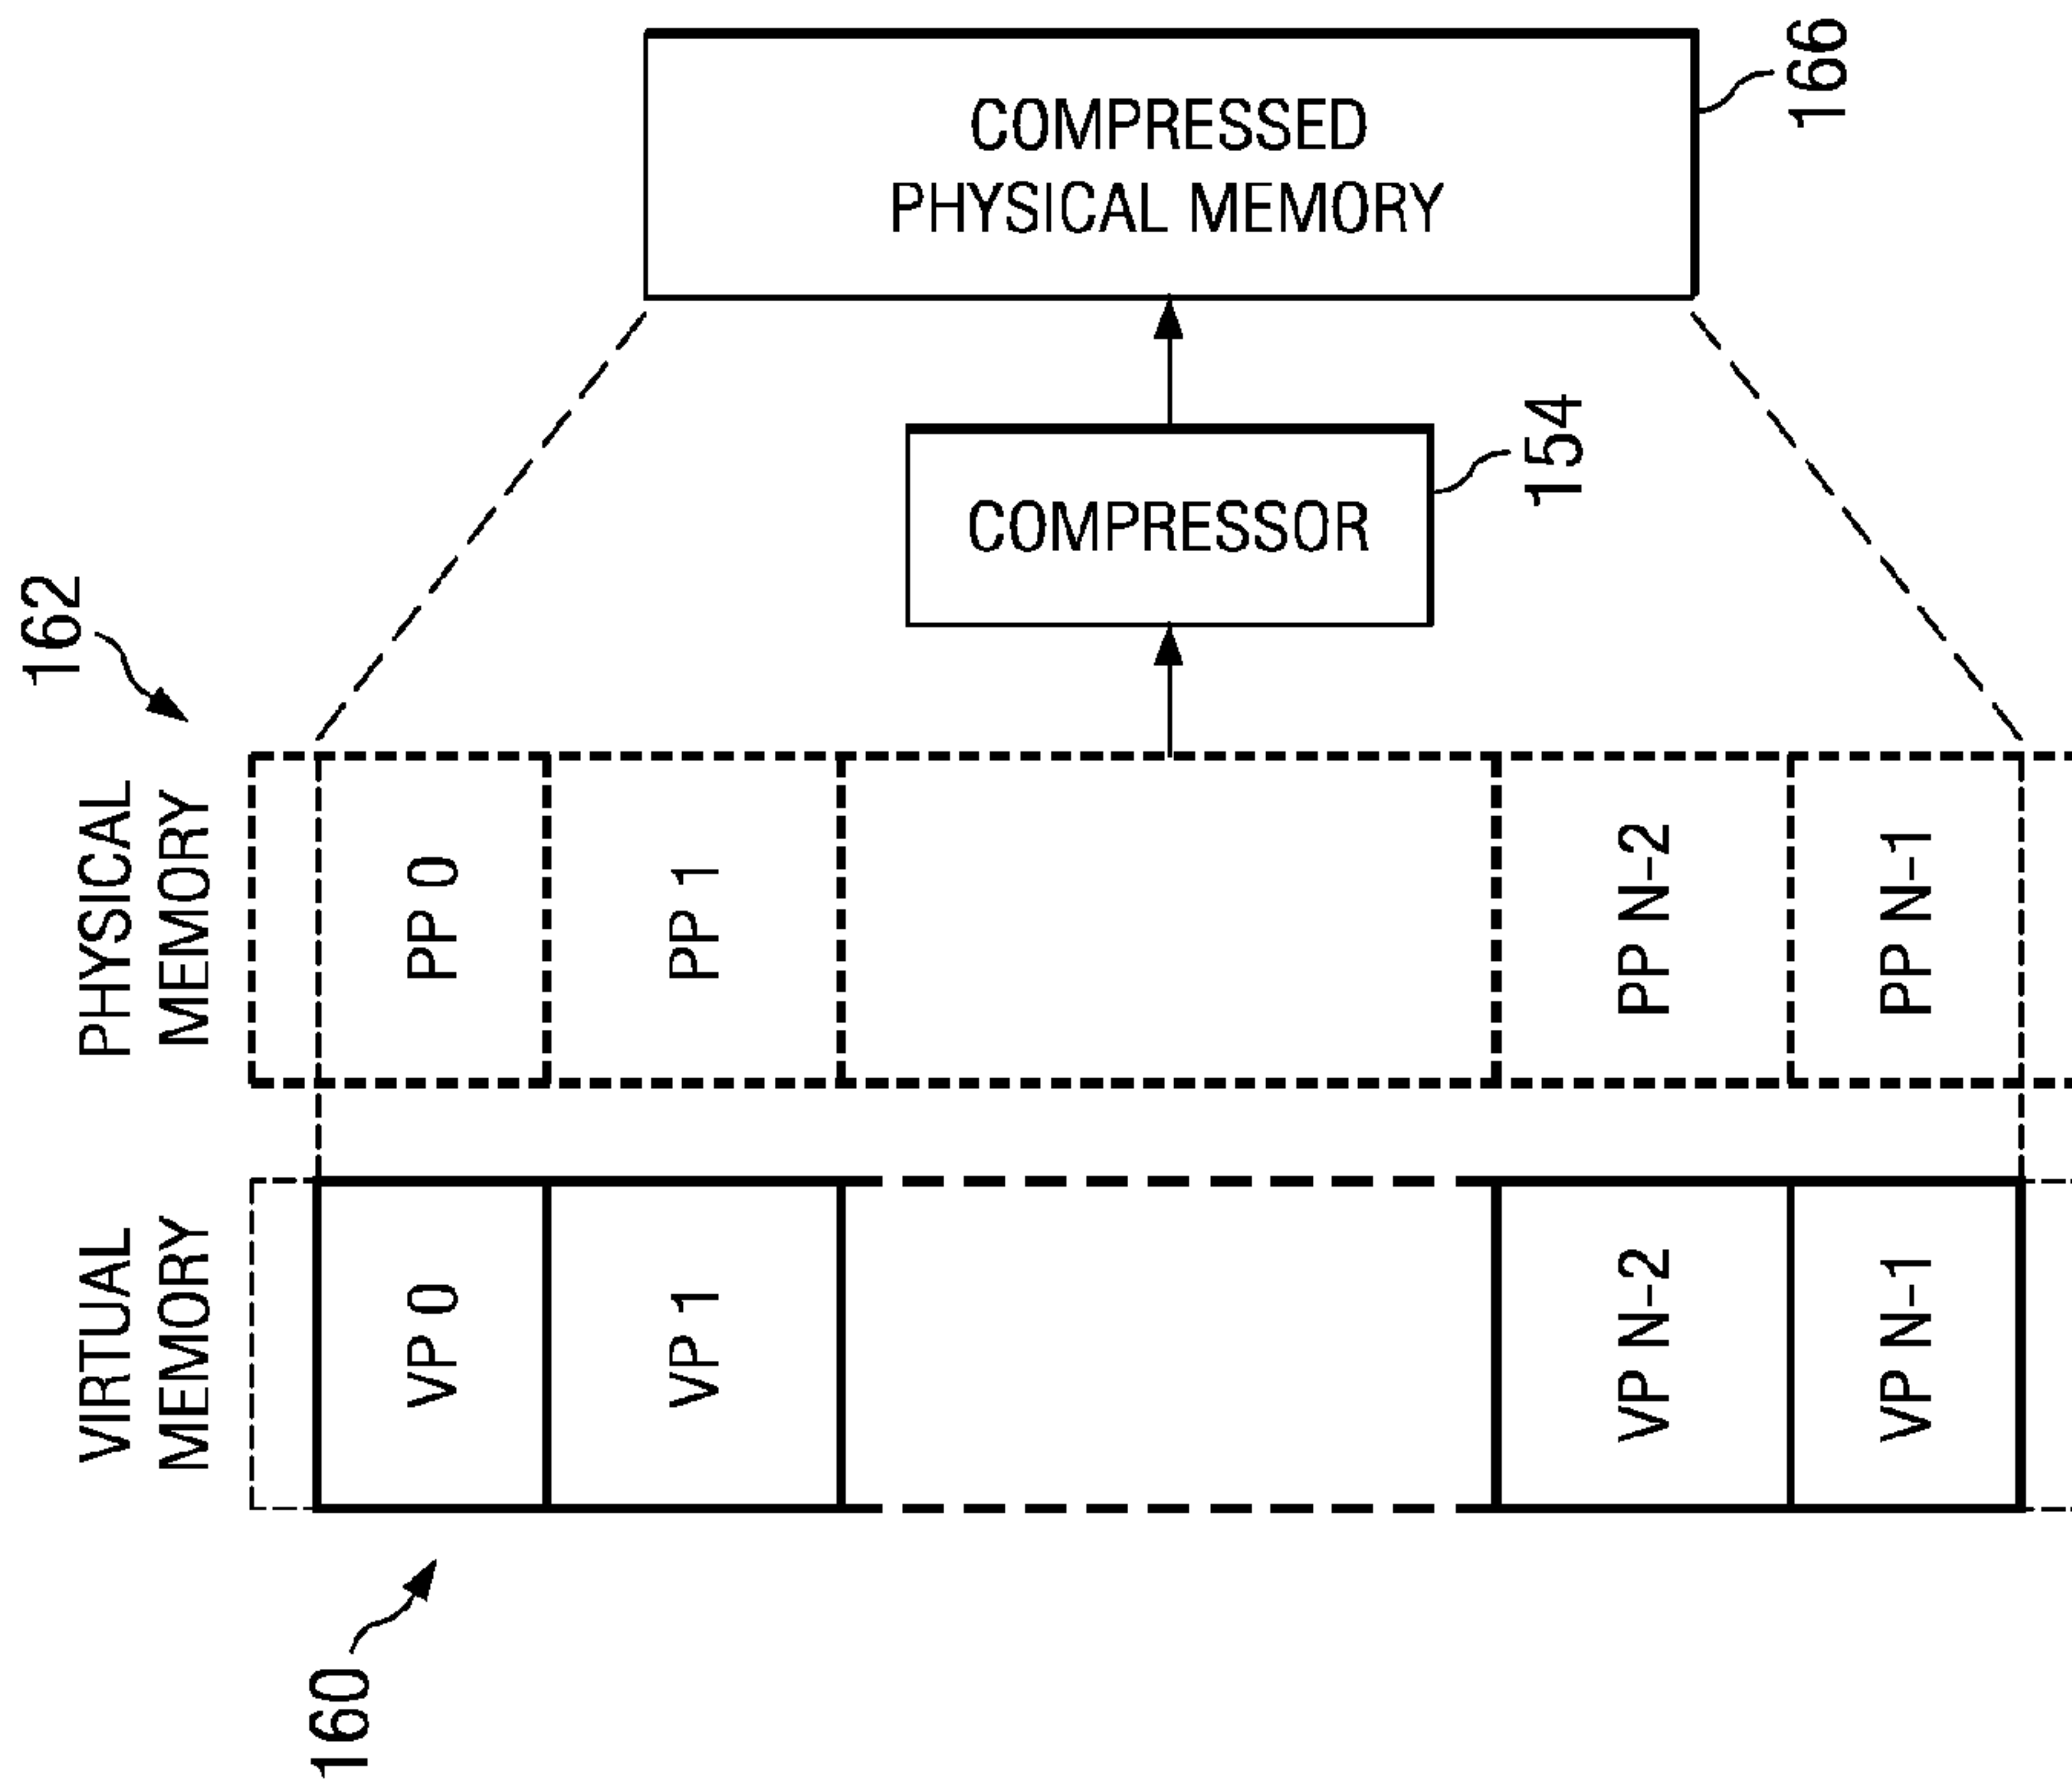 160
VIRTUAL
MEMORY
VP 0
VP 1
VP N-2
VP N-1
162
PHYSICAL
MEMORY
PP 0
PP 1
PP N-2
PP N-1
COMPRESSOR
154
COMPRESSED
PHYSICAL MEMORY
166